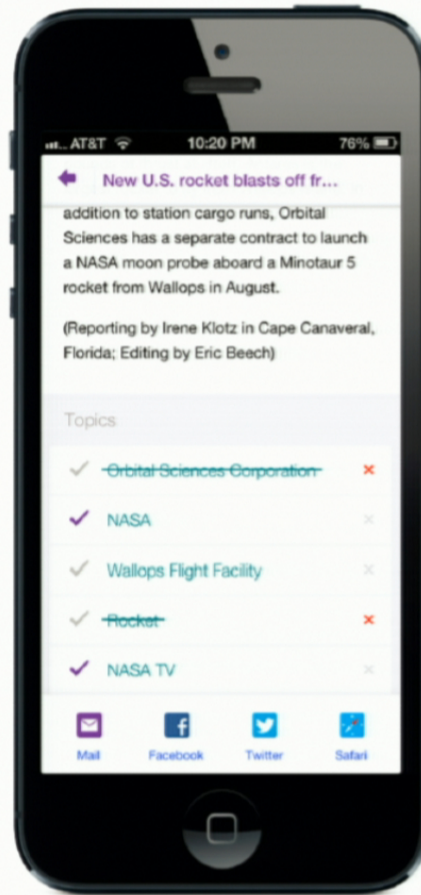 AT&T 10:20 PM 76%
New U.S. rocket blasts off fr...
addition to station cargo runs, Orbital
Sciences has a separate contract to launch
a NASA moon probe aboard a Minotaur 5
rocket from Wallops in August.
(Reporting by Irene Klotz in Cape Canaveral,
Florida; Editing by Eric Beech)
Topics
Orbital Sciences Corporation
NASA
Wallops Flight Facility
Rocket
NASA TV
Mail Facebook Twitter Safari